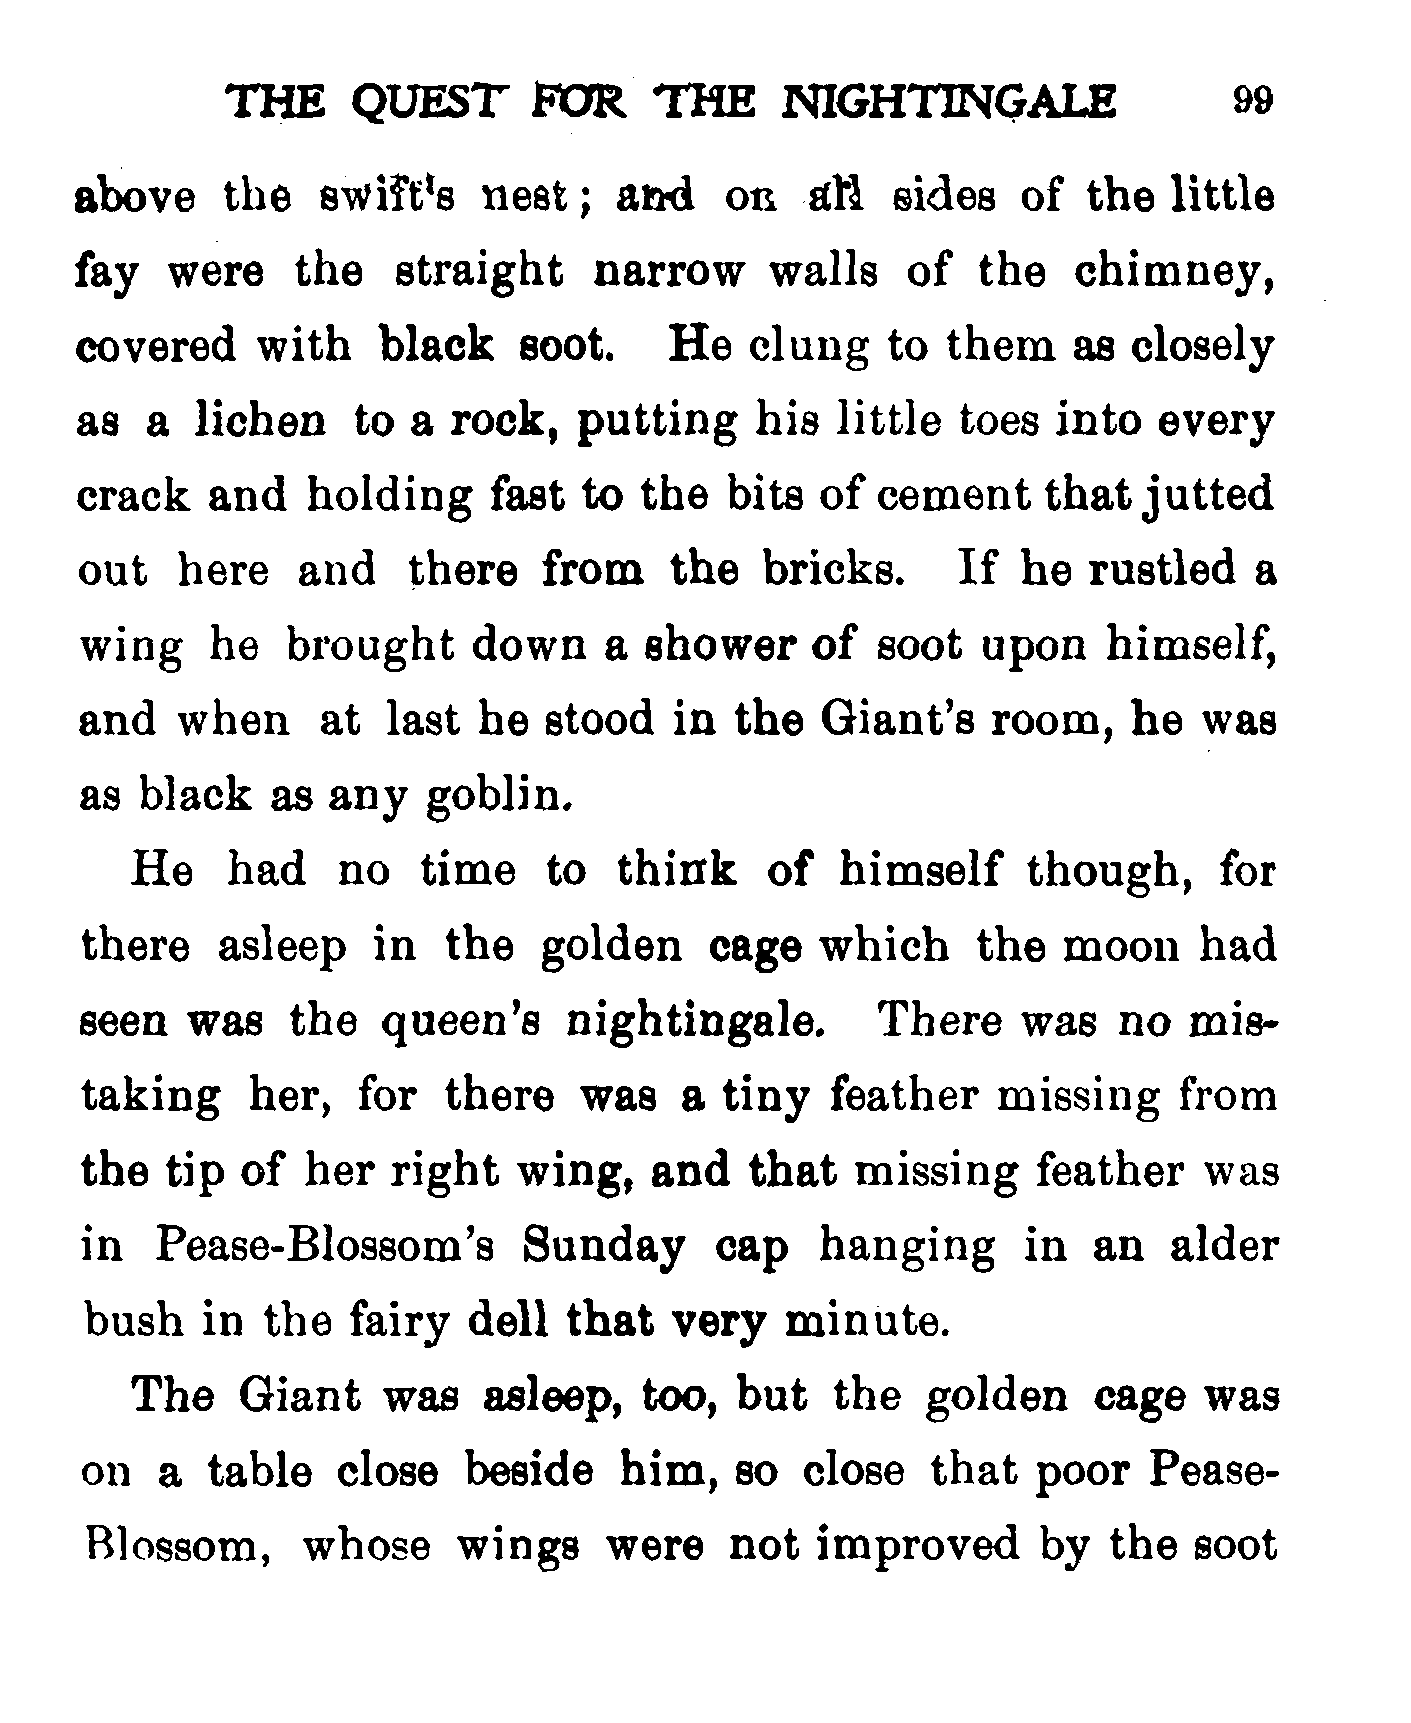 THE QUEST FOR THE NIGHTINGALE 99
above the swift's nest; and on all sides of the little
fay were the straight narrow walls of the chimney,
covered with black soot. He clung to them as closely
as a lichen to a rock, putting his little toes into every
crack and holding fast to the bits of cement that jutted
out here and there from the bricks. If he rustled a
wing he brought down a shower of soot upon himself,
and when at last he stood in the Giant's room, he was
as black as any goblin.
He had no time to think of himself though, for
there asleep in the golden cage which the moon had
seen was the queen's nightingale. There was no mis-
taking her, for there was a tiny feather missing from
the tip of her right wing, and that missing feather was
in Pease-Blossom's Sunday cap hanging in an alder
bush in the fairy dell that very minute.
The Giant was asleep, too, but the golden cage was
on a table close beside him, so close that poor Pease-
Blossom, whose wings were not improved by the soot